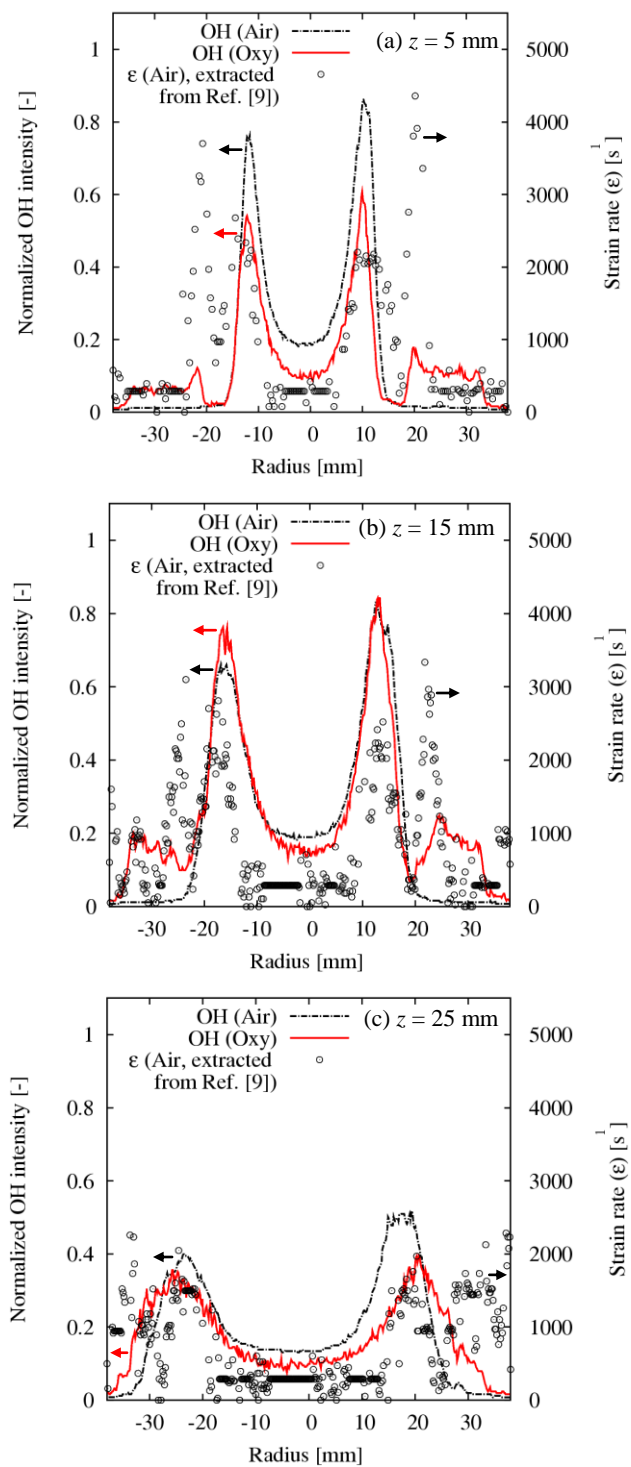 OH (Air)
OH (Oxy)
ε (Air), extracted
from Ref. [9])
(a) z = 5 mm
Normalized OH intensity [-]
1
0.8
0.6
0.4
0.2
0
5000
4000
3000
2000
1000
0
Strain rate (ε) [s^1
-30 -20 -10 0 10 20 30
Radius [mm]
OH (Air)
OH (Oxy)
ε (Air, extracted
from Ref. [9])
(b) z = 15 mm
Normalized OH intensity [-]
1
0.8
0.6
0.4
0.2
0
5000
4000
3000
2000
1000
0
Strain rate (ε) [s^1
-30 -20 -10 0 10 20 30
Radius [mm]
OH (Air)
OH (Oxy)
ε (Air, extracted
from Ref. [9])
(c) z = 25 mm
Normalized OH intensity [-]
1
0.8
0.6
0.4
0.2
0
5000
4000
3000
2000
1000
0
Strain rate (ε) [s^1
-30 -20 -10 0 10 20 30
Radius [mm]